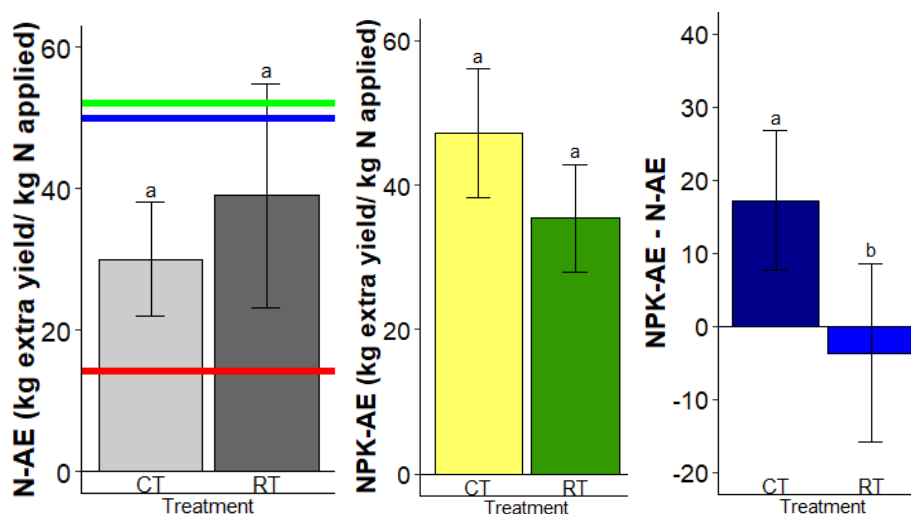 N-AE (kg extra yield/ kg N applied)
60
40
20
0
a
a
CT
RT
Treatment
NPK-AE (kg extra yield/ kg N applied)
60
40
20
0
a
a
CT
RT
Treatment
NPK-AE - N-AE
40
30
20
10
0
-10
-20
a
b
CT
RT
Treatment